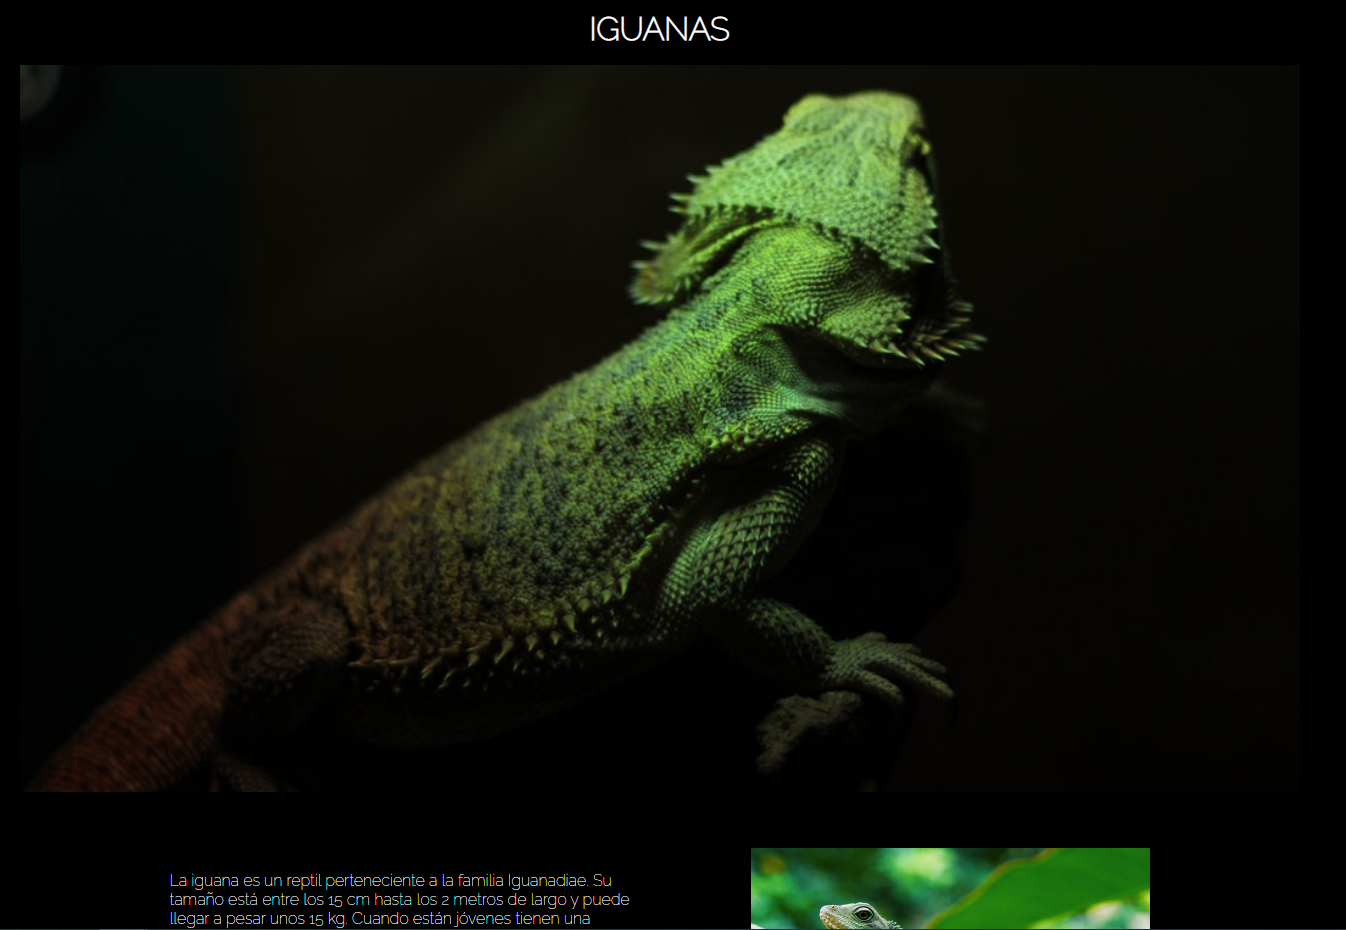 IGUANAS
La iguana es un reptil perteneciente a la familia Iguanadiae. Su
tamaño está entre los 15 cm hasta los 2 metros de largo y puede
llegar a pesar unos 15 kg. Cuando están jóvenes tienen una